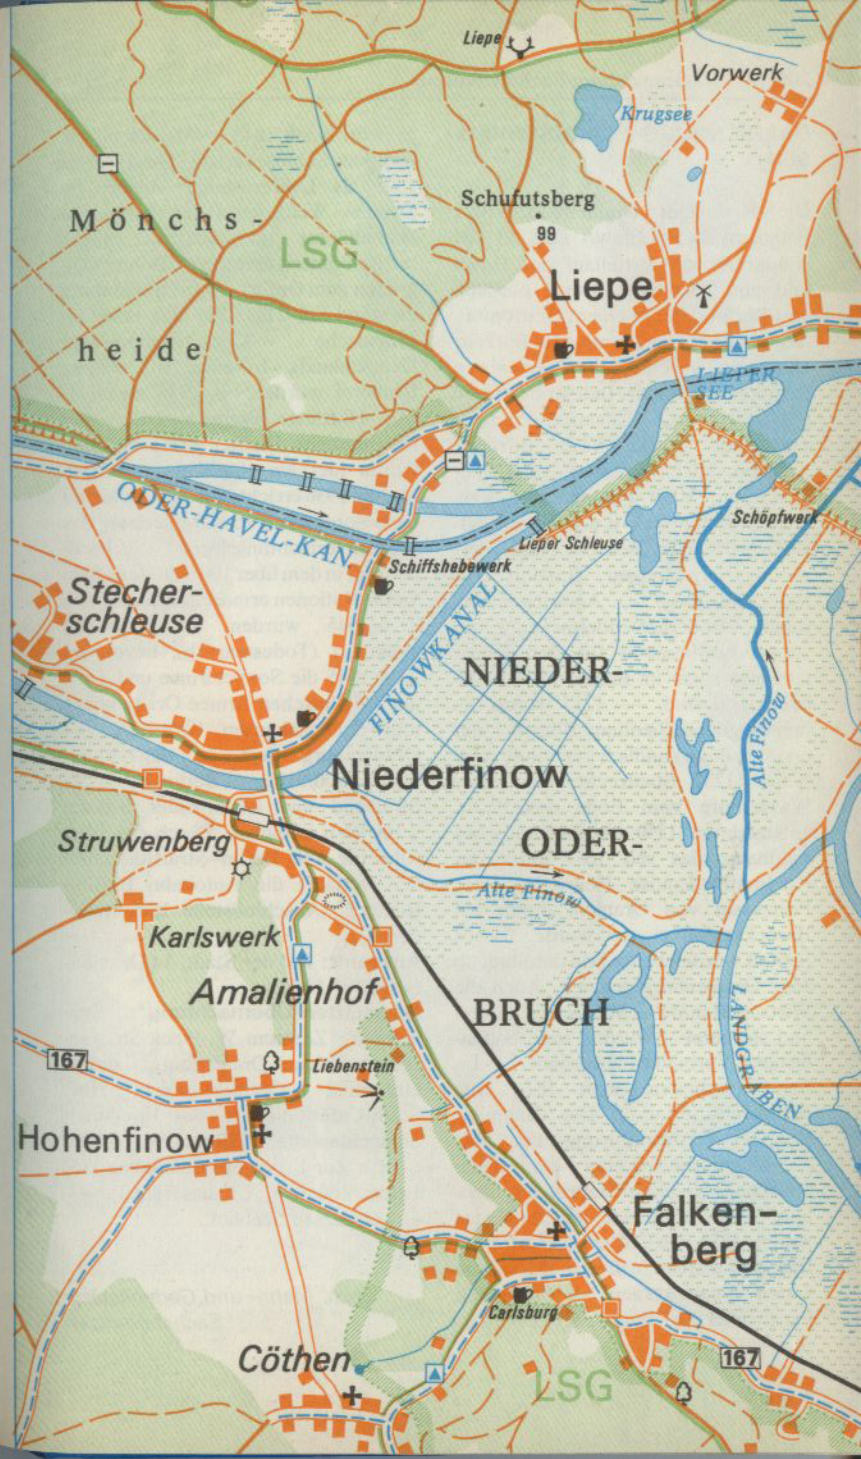 Liepe
Vorwerk
Krugsee
Schufutsberg
99
Mönchs-
LSG
Liepe
heide
LIEPER
SEE
ODER-HAVEL-KAN.
Schöpfwerk
Lieper Schleuse
Schiffshebewerk
Stecher-
schleuse
FINOWKANAL
NIEDER-
Alte Finow
Niederfinow
Struwenberg
ODER-
Alte Finow
Karlswerk
Amalienhof
BRUCH
LANDGRABEN
167
Liebenstein
Hohenfinow
Falken-
berg
Carlsburg
Cöthen
167
LSG